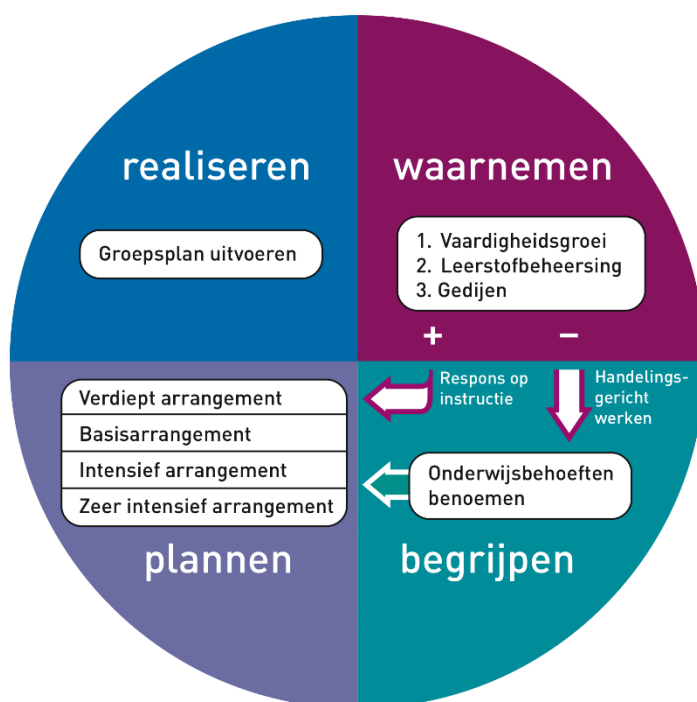 realiseren
Groepsplan uitvoeren
waarnemen
1. Vaardigheidsgroei
2. Leerstofbeheersing
3. Gedijen
+
–
Respons op
instructie
Handelings-
gericht
werken
Verdiept arrangement
Basisarrangement
Intensief arrangement
Zeer intensief arrangement
plannen
Onderwijsbehoeften
benoemen
begrijpen